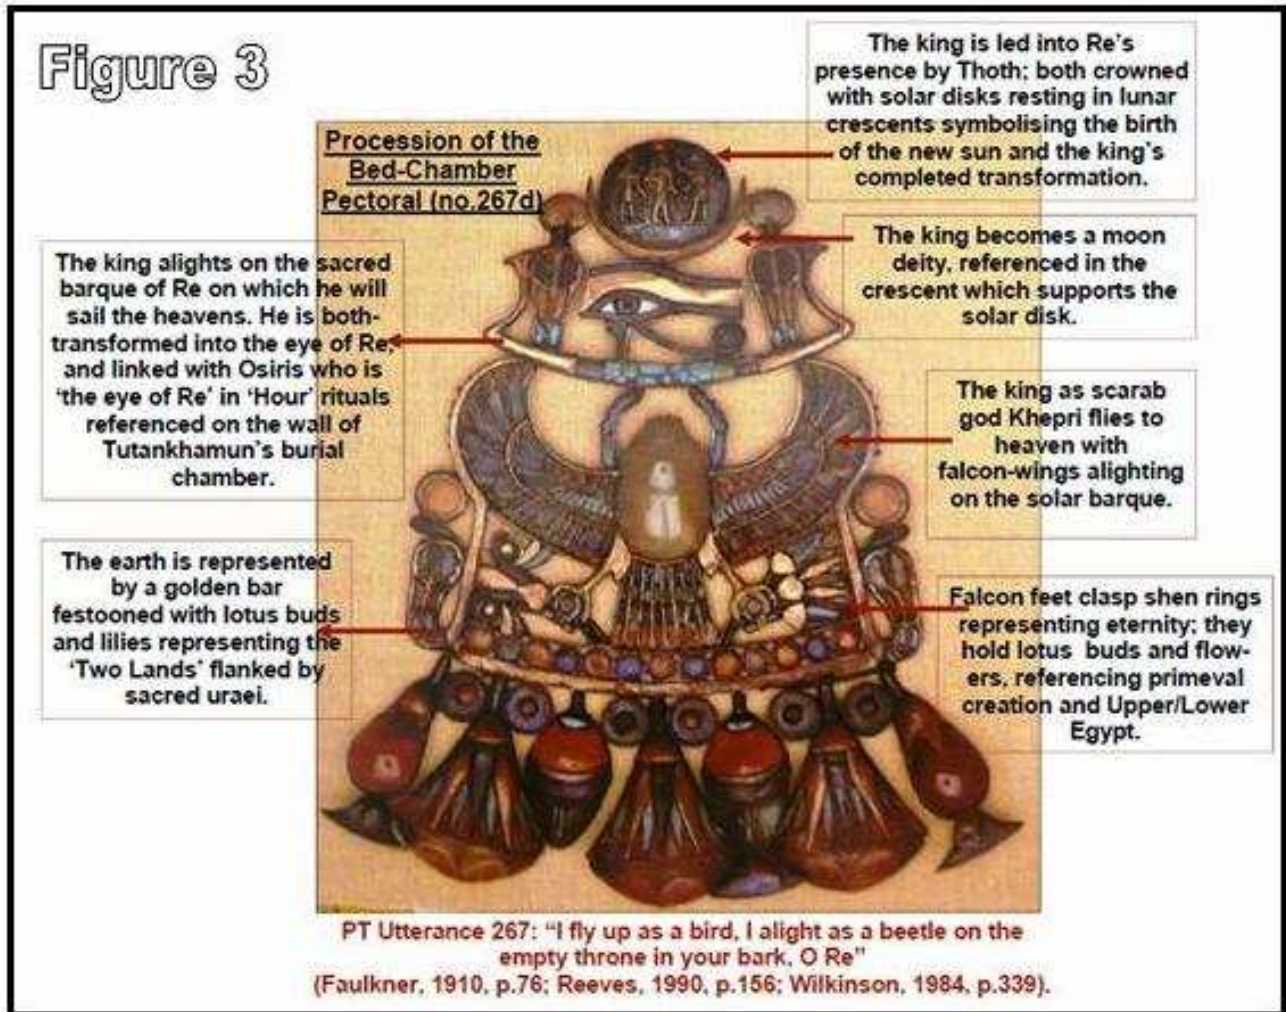 Figure 3
Procession of the
Bed-Chamber
Pectoral (no.267d)
The king is led into Re's
presence by Thoth: both crowned
with solar disks resting in lunar
crescents symbolising the birth
of the new sun and the king's
completed transformation.
The king becomes a moon
deity, referenced in the
crescent which supports the
solar disk.
The king alights on the sacred
barque of Re on which he will
sail the heavens. He is both-
transformed into the eye of Re,
and linked with Osiris who is
'the eye of Re' in 'Hour' rituals
referenced on the wall of
Tutankhamun's burial
chamber.
The king as scarab
god Khepri flies to
heaven with
falcon-wings alighting
on the solar barque.
The earth is represented
by a golden bar
festooned with lotus buds
and lilies representing the
'Two Lands' flanked by
sacred uraei.
Falcon feet clasp shen rings
representing eternity; they
hold lotus buds and flow-
ers, referencing primeval
creation and Upper/Lower
Egypt.
PT Utterance 267: "I fly up as a bird, I alight as a beetle on the
empty throne in your bark, O Re"
(Faulkner, 1910, p.76; Reeves, 1990, p.156; Wilkinson, 1984, p.339).